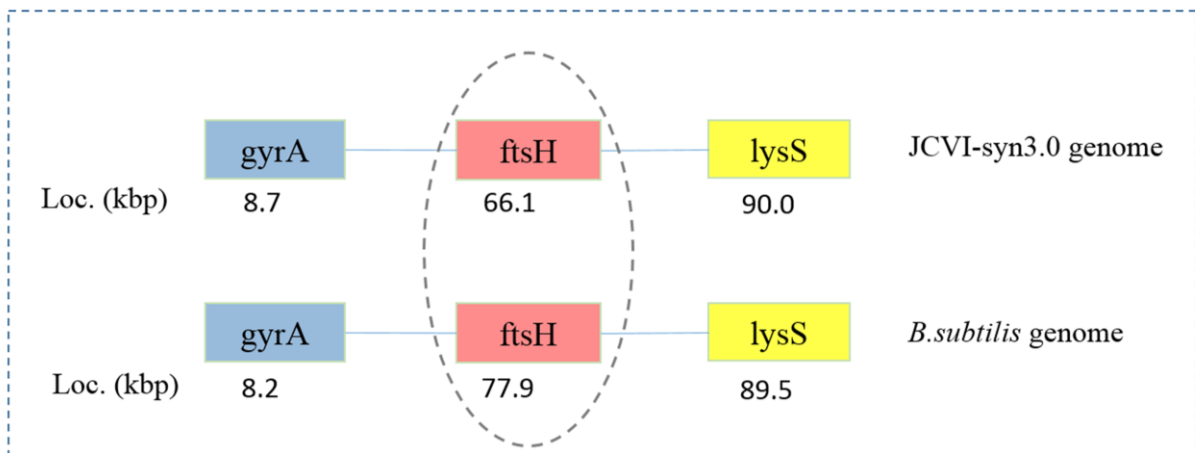 gyrA ftsH lysS JCVI-syn3.0 genome
Loc. (kbp) 8.7 66.1 90.0
gyrA ftsH lysS B.subtilis genome
Loc. (kbp) 8.2 77.9 89.5